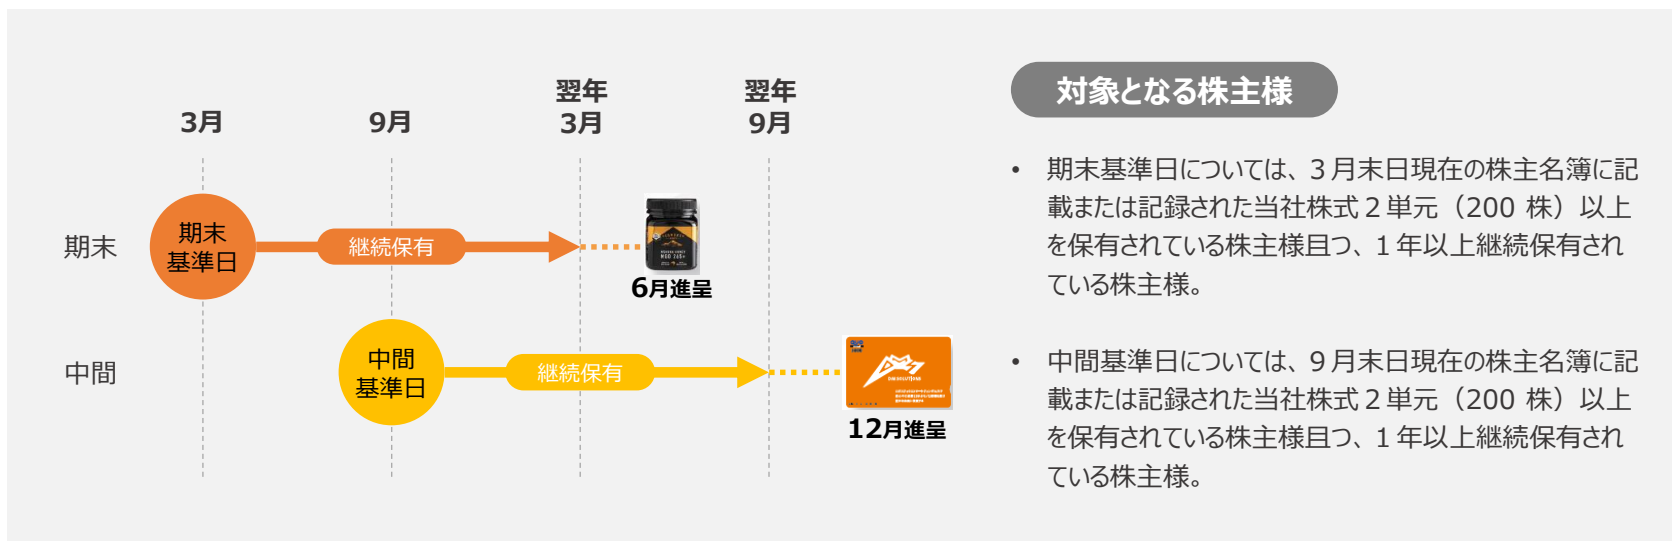 3月
9月
翌年
3月
翌年
9月
期末
期末
基準日
継続保有
6月進呈
中間
中間
基準日
継続保有
12月進呈
対象となる株主様
• 期末基準日については、３月末日現在の株主名簿に記
載または記録された当社株式２単元（200 株）以上
を保有されている株主様且つ、１年以上継続保有され
ている株主様。
• 中間基準日については、９月末日現在の株主名簿に記
載または記録された当社株式２単元（200 株）以上
を保有されている株主様且つ、１年以上継続保有され
ている株主様。